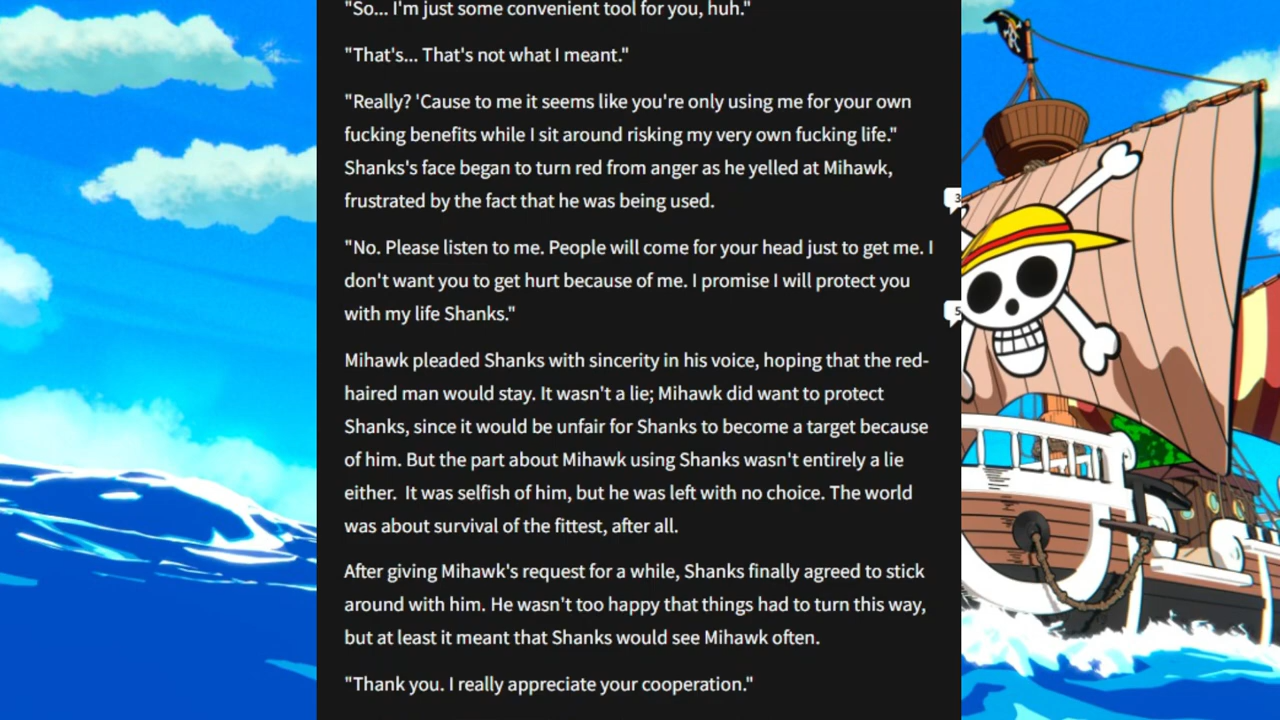 "So... I'm just some convenient tool for you, huh."
"That's... That's not what I meant."
"Really? 'Cause to me it seems like you're only using me for your own
fucking benefits while I sit around risking my very own fucking life."
Shanks's face began to turn red from anger as he yelled at Mihawk,
frustrated by the fact that he was being used.
3
"No. Please listen to me. People will come for your head just to get me. I
don't want you to get hurt because of me. I promise I will protect you
with my life Shanks."
5
Mihawk pleaded Shanks with sincerity in his voice, hoping that the red-
haired man would stay. It wasn't a lie; Mihawk did want to protect
Shanks, since it would be unfair for Shanks to become a target because
of him. But the part about Mihawk using Shanks wasn't entirely a lie
either.  It was selfish of him, but he was left with no choice. The world
was about survival of the fittest, after all.
After giving Mihawk's request for a while, Shanks finally agreed to stick
around with him. He wasn't too happy that things had to turn this way,
but at least it meant that Shanks would see Mihawk often.
"Thank you. I really appreciate your cooperation."